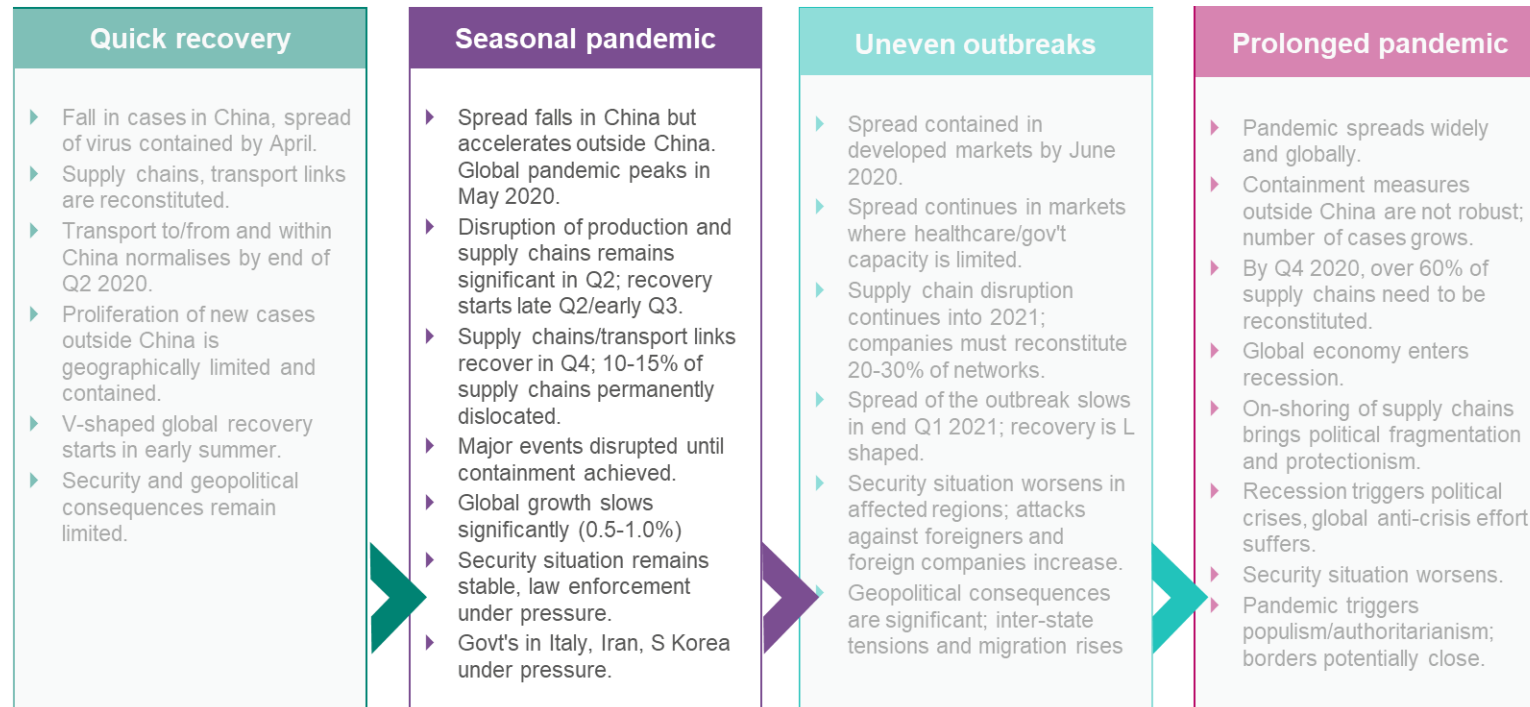 Quick recovery
Fall in cases in China, spread
of virus contained by April.
Supply chains, transport links
are reconstituted.
Transport to/from and within
China normalises by end of
Q2 2020.
Proliferation of new cases
outside China is
geographically limited and
contained.
V-shaped global recovery
starts in early summer.
Security and geopolitical
consequences remain
limited.
Seasonal pandemic
Spread falls in China but
accelerates outside China.
Global pandemic peaks in
May 2020.
Disruption of production and
supply chains remains
significant in Q2; recovery
starts late Q2/early Q3.
Supply chains/transport links
recover in Q4; 10-15% of
supply chains permanently
dislocated.
Major events disrupted until
containment achieved.
Global growth slows
significantly (0.5-1.0%)
Security situation remains
stable, law enforcement
under pressure.
Govt's in Italy, Iran, S Korea
under pressure.
Uneven outbreaks
Spread contained in
developed markets by June
2020.
Spread continues in markets
where healthcare/gov't
capacity is limited.
Supply chain disruption
continues into 2021;
companies must reconstitute
20-30% of networks.
Spread of the outbreak slows
in end Q1 2021; recovery is L
shaped.
Security situation worsens in
affected regions; attacks
against foreigners and
foreign companies increase.
Geopolitical consequences
are significant; inter-state
tensions and migration rises
Prolonged pandemic
Pandemic spreads widely
and globally.
Containment measures
outside China are not robust;
number of cases grows.
By Q4 2020, over 60% of
supply chains need to be
reconstituted.
Global economy enters
recession.
On-shoring of supply chains
brings political fragmentation
and protectionism.
Recession triggers political
crises, global anti-crisis effort
suffers.
Security situation worsens.
Pandemic triggers
populism/authoritarianism;
borders potentially close.